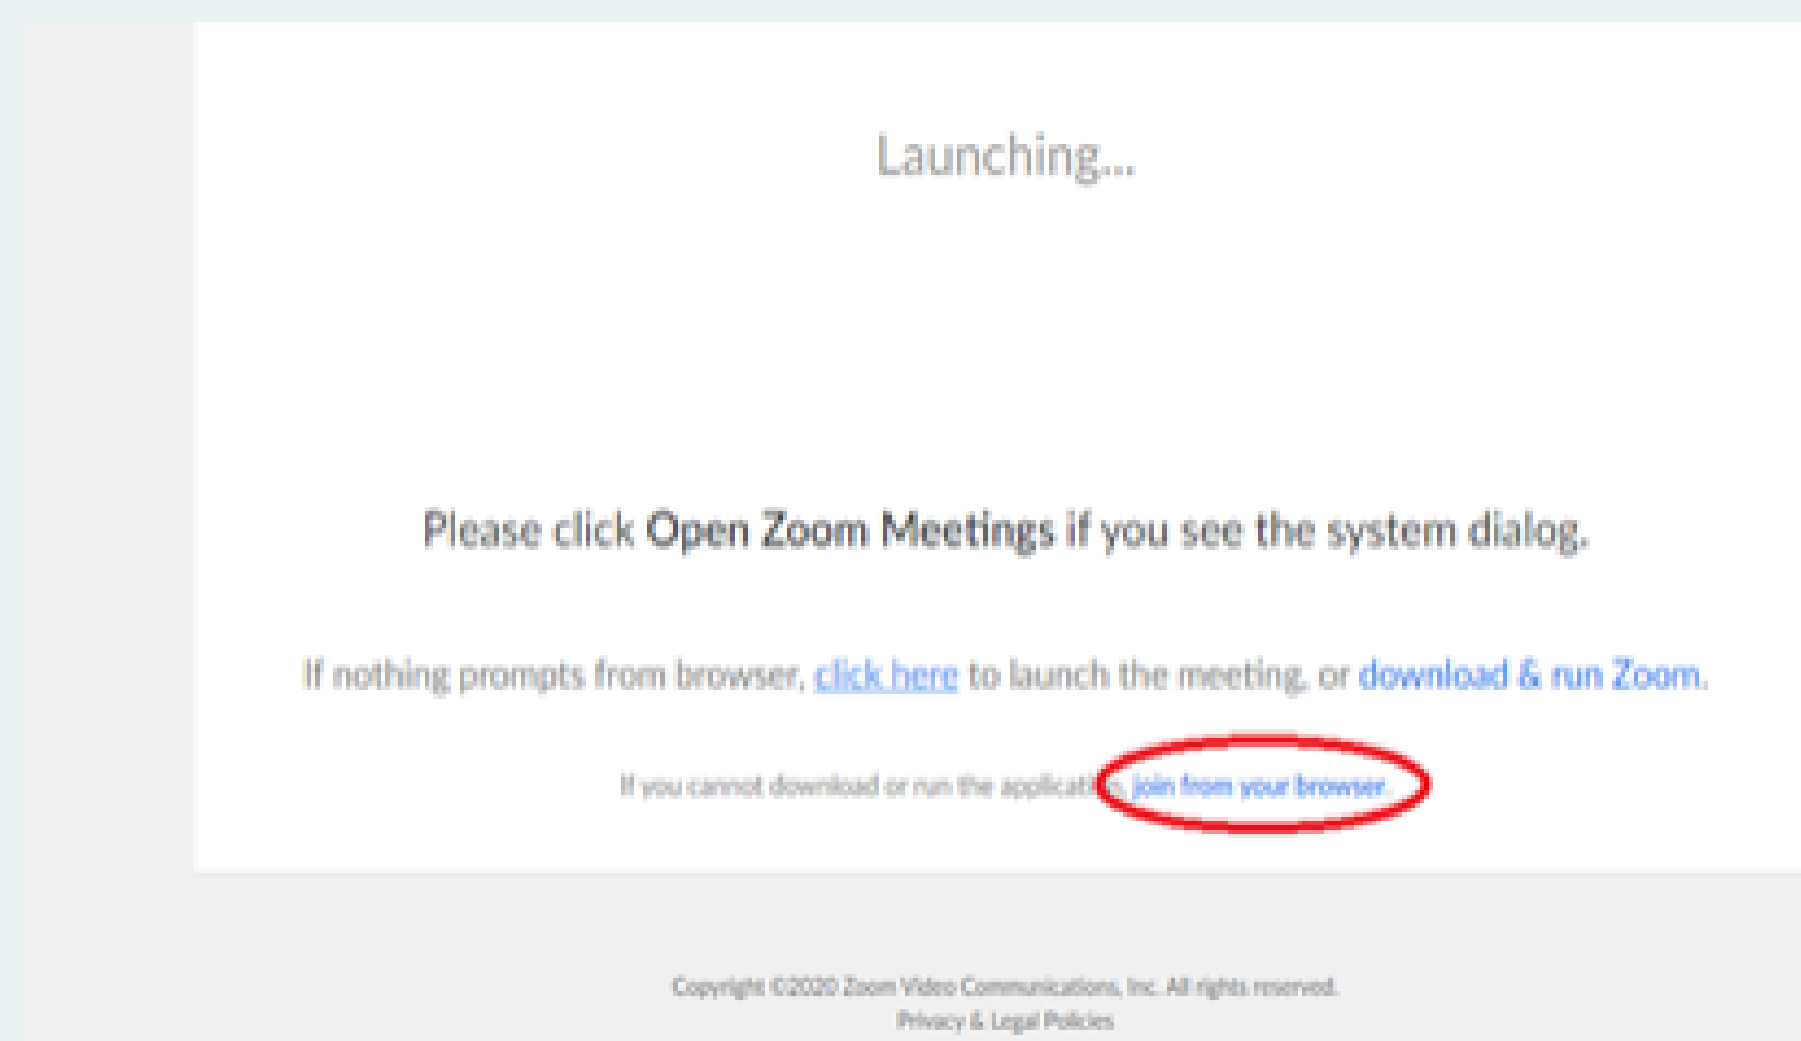 Launching...
Please click Open Zoom Meetings if you see the system dialog.
If nothing prompts from browser, click here to launch the meeting, or download & run Zoom.
If you cannot download or run the applicati, join from your browser.
Copyright ©2020 Zoom Video Communications, Inc. All rights reserved.
Privacy & Legal Policies